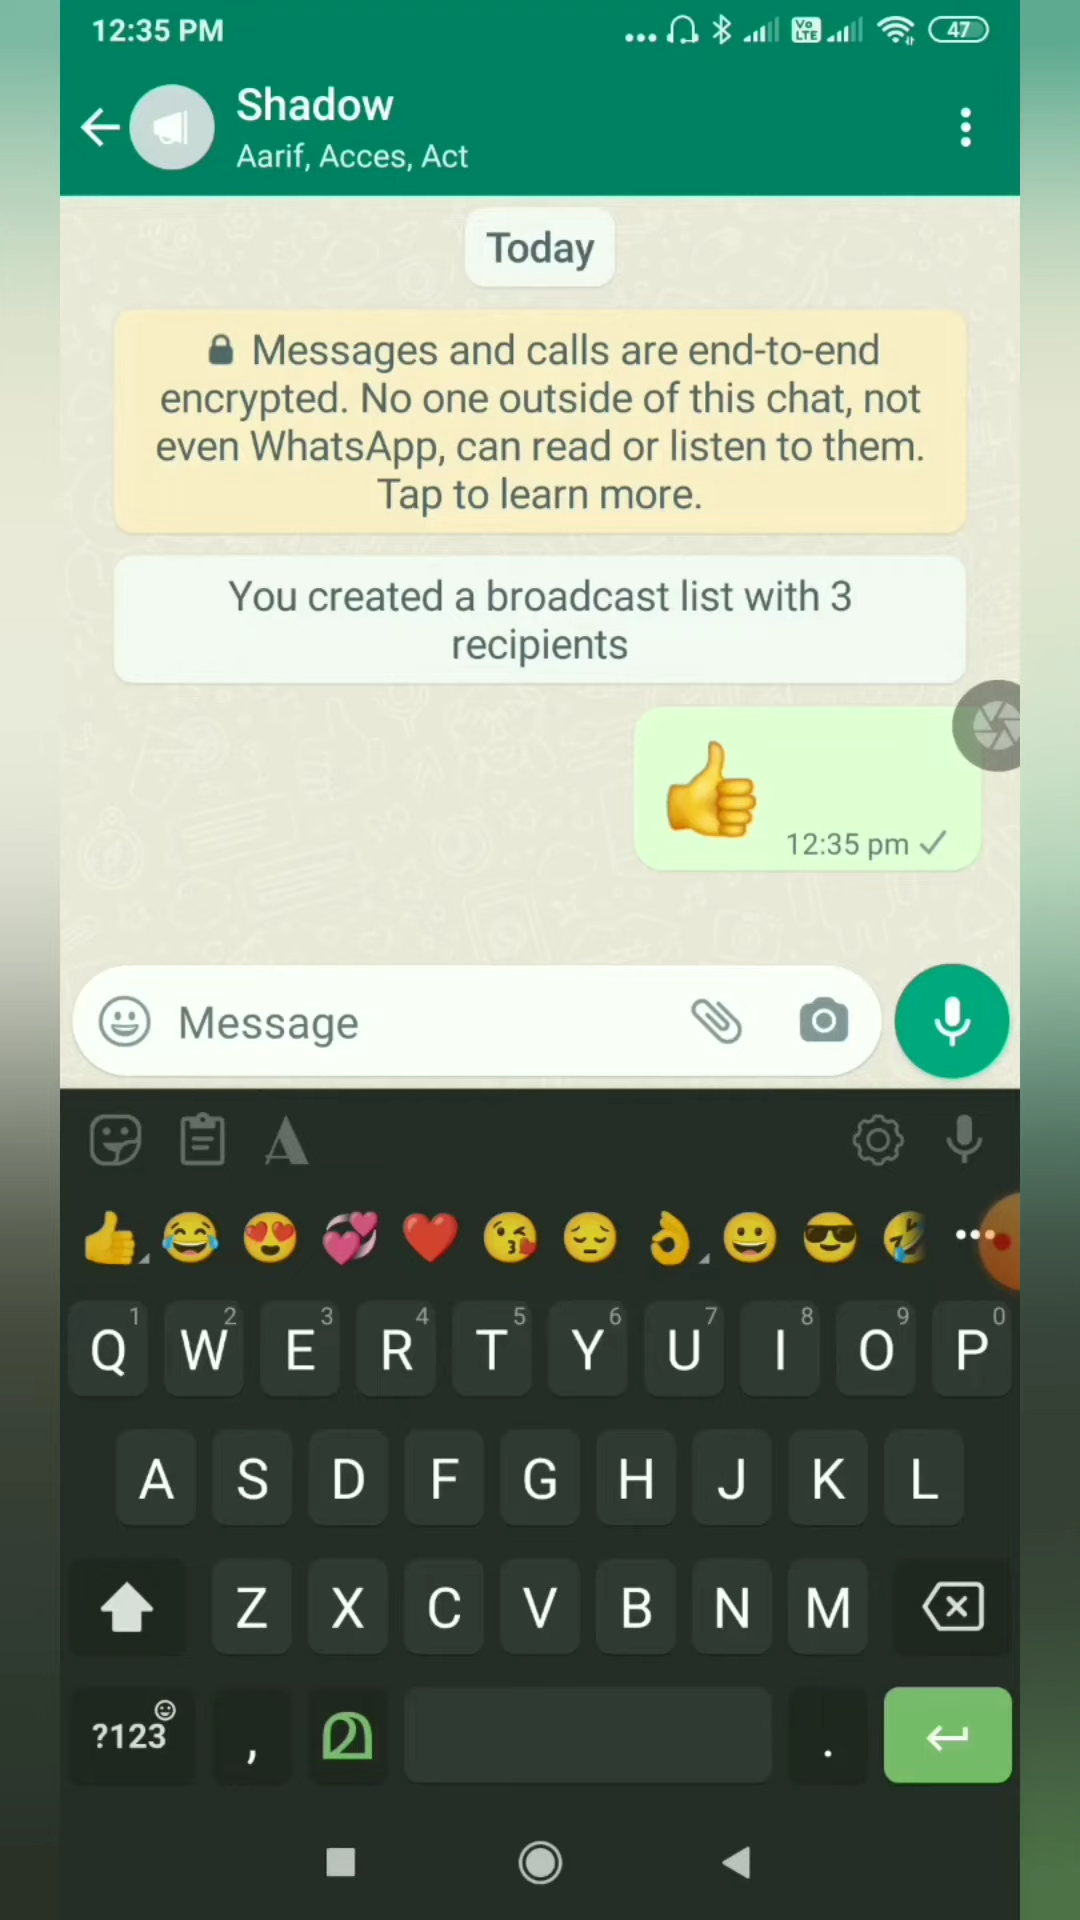 12:35 PM
Vo LTE
47
Shadow
Aarif, Acces, Act
Today
Messages and calls are end-to-end
encrypted. No one outside of this chat, not
even WhatsApp, can read or listen to them.
Tap to learn more.
You created a broadcast list with 3
recipients
👍
12:35 pm
Message
A
👍 😂 😍 💞 ❤️ 😘 😔 👌 😀 😎 🤣
1 2 3 4 5 6 7 8 9 0
Q W E R T Y U I O P
A S D F G H J K L
Z X C V B N M
?123 , മ .